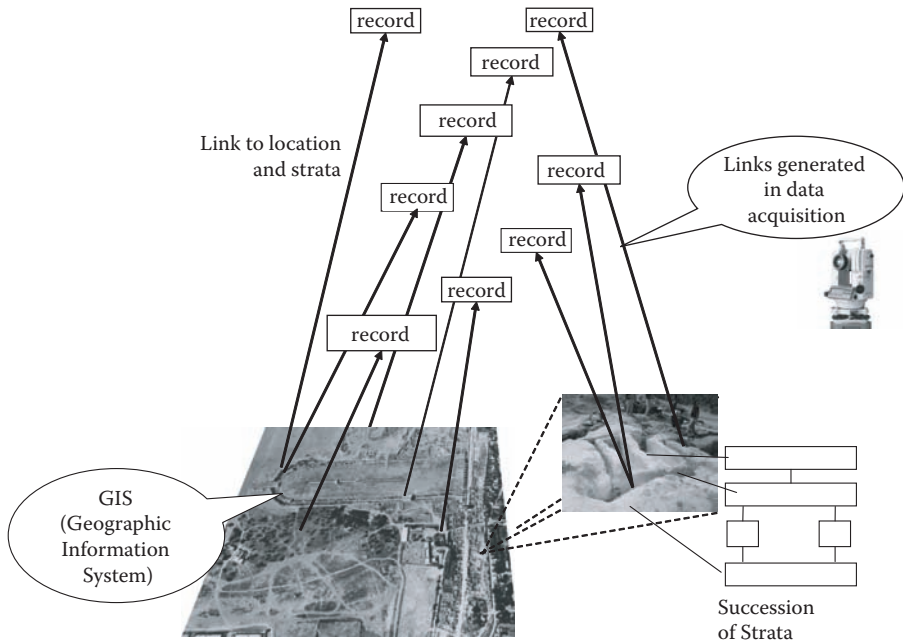 record
record
record
record
Link to location
and strata
record
Links generated
in data
acquisition
record
record
record
record
GIS
(Geographic
Information
System)
Succession
of Strata